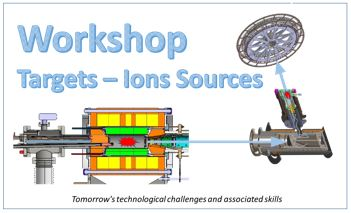 Workshop
Targets – Ions Sources
Tomorrow's technological challenges and associated skills